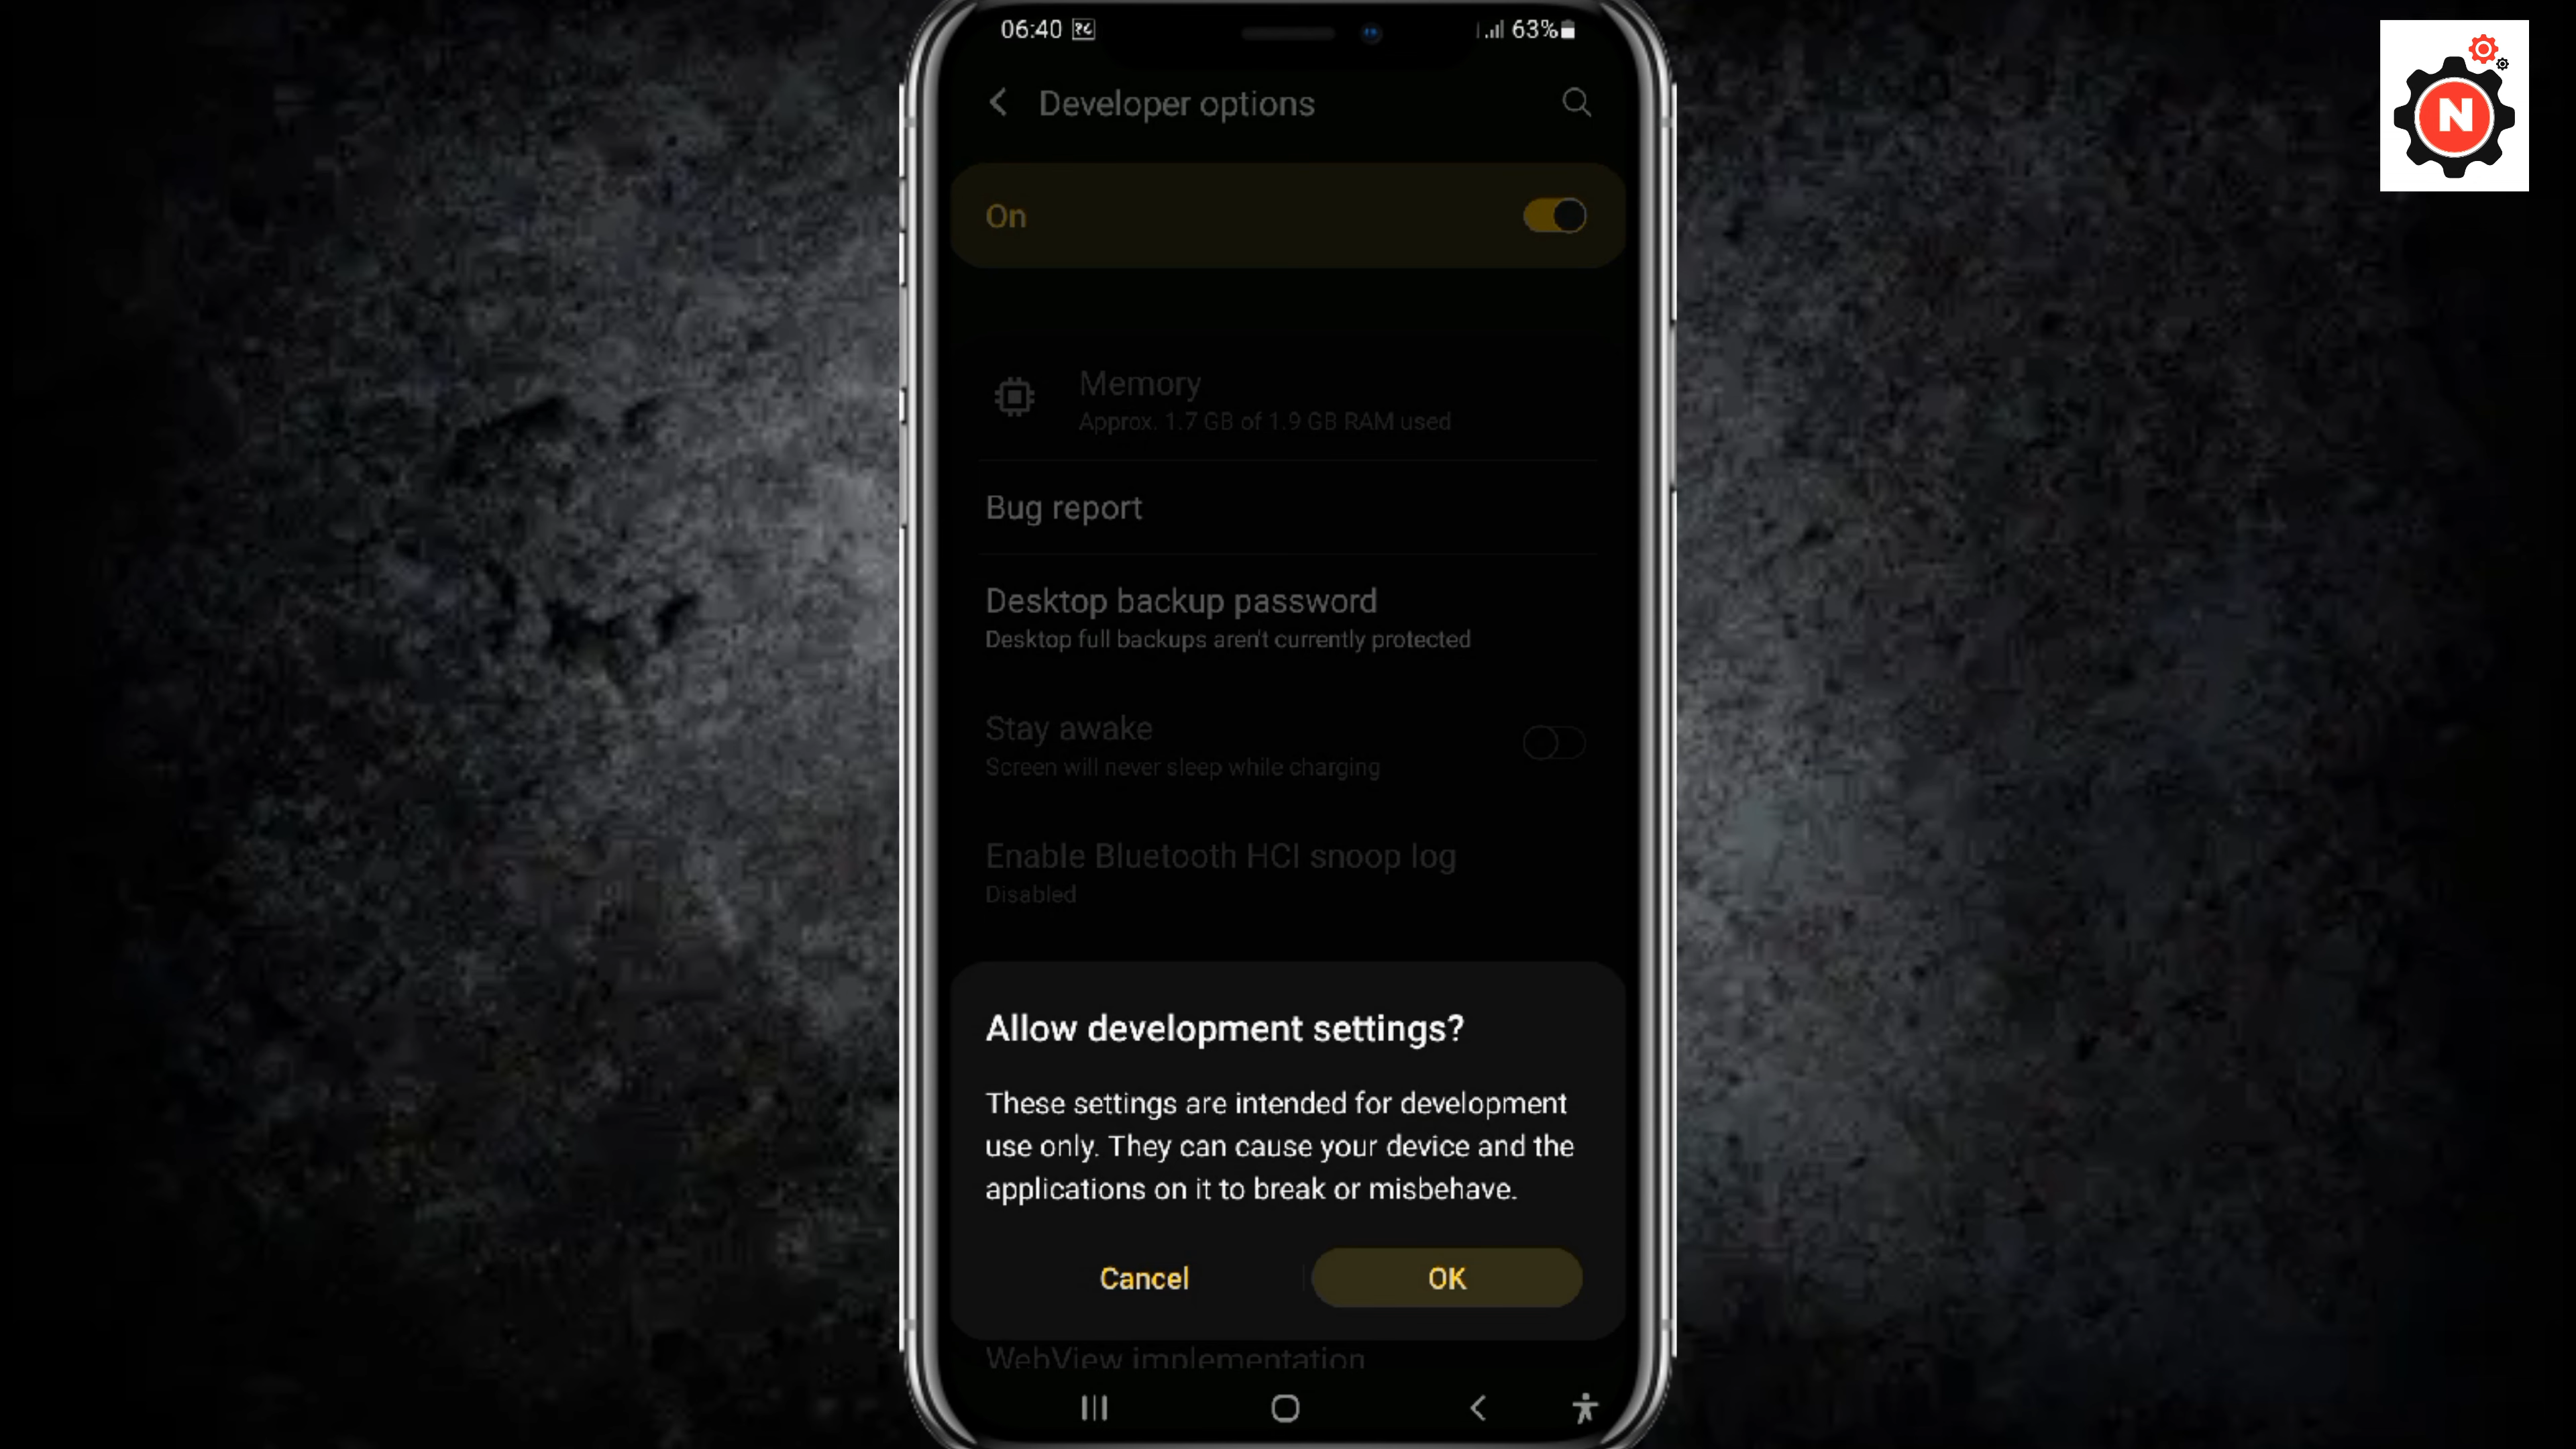 06:40 २८ 63%
Developer options
On
Memory
Approx. 1.7 GB of 1.9 GB RAM used
Bug report
Desktop backup password
Desktop full backups aren't currently protected
Stay awake
Screen will never sleep while charging
Enable Bluetooth HCI snoop log
Disabled
Allow development settings?
These settings are intended for development
use only. They can cause your device and the
applications on it to break or misbehave.
Cancel OK
WebView implementation
N